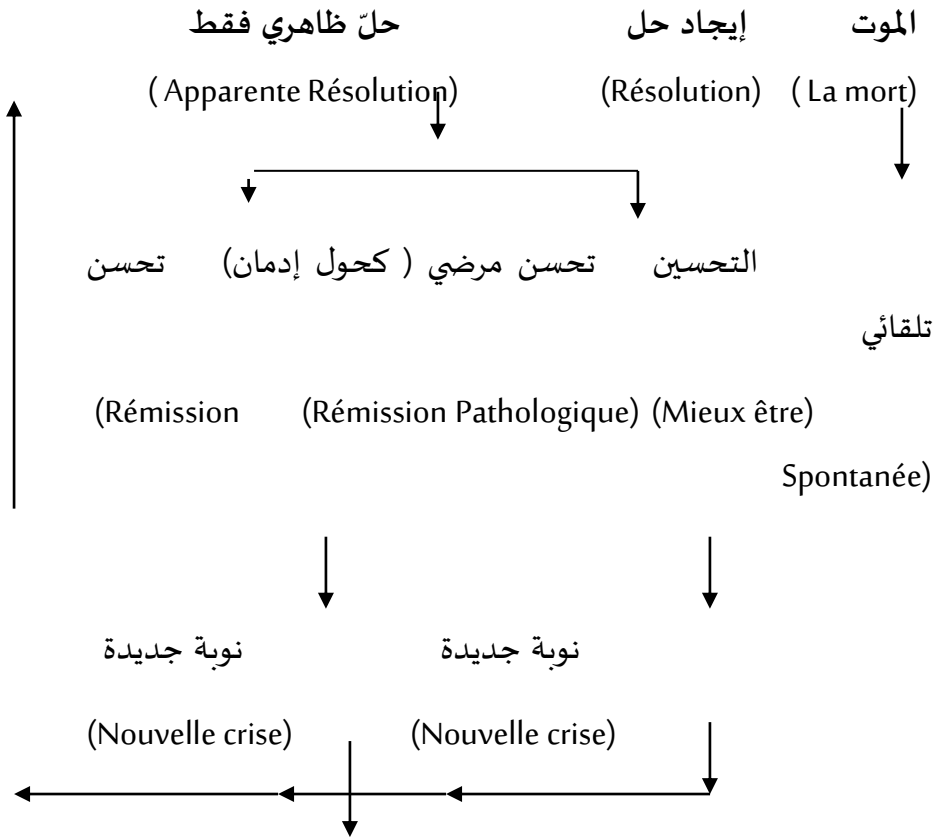 الموت إيجاد حل حلّ ظاهري فقط
(Apparente Résolution) (Résolution) (La mort)
التحسين تحسن مرضي (كحول إدمان) تحسن
تلقائي
(Rémission (Rémission Pathologique) (Mieux être)
Spontanée)
نوبة جديدة نوبة جديدة
(Nouvelle crise) (Nouvelle crise)